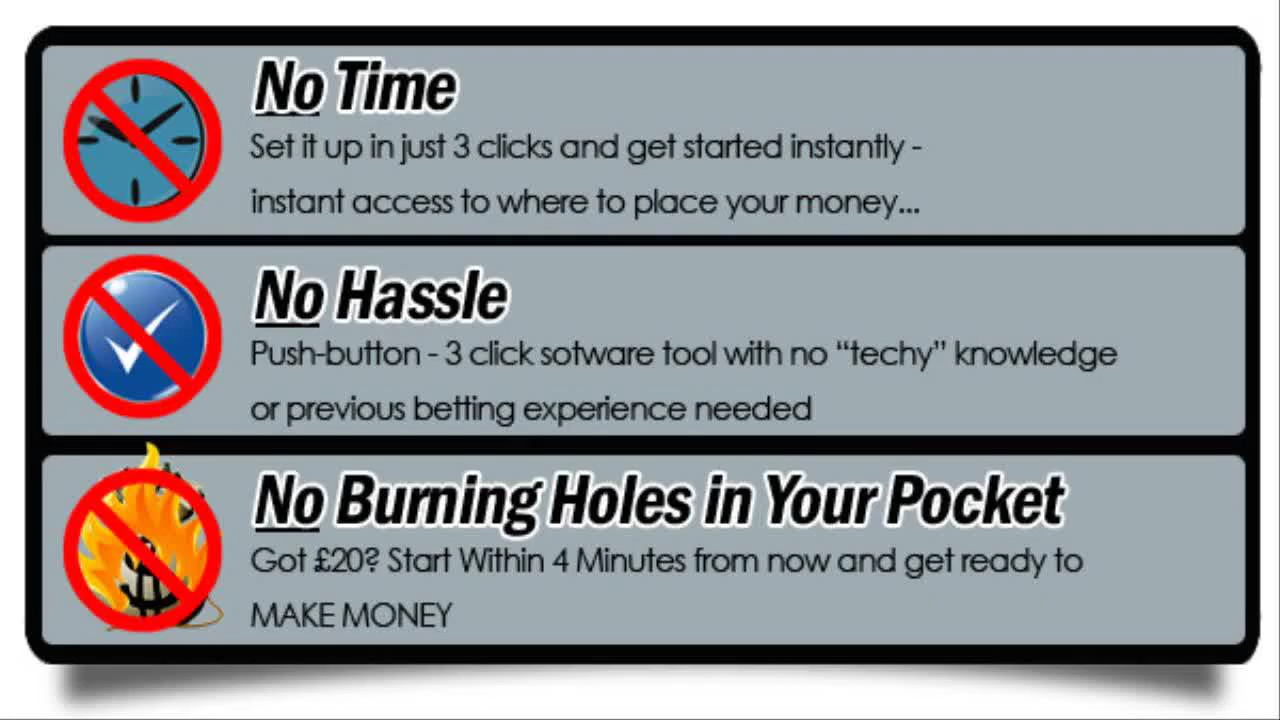 No Time
Set it up in just 3 clicks and get started instantly -
instant access to where to place your money...
No Hassle
Push-button - 3 click sotware tool with no “techy” knowledge
or previous betting experience needed
No Burning Holes in Your Pocket
Got £20? Start Within 4 Minutes from now and get ready to
MAKE MONEY